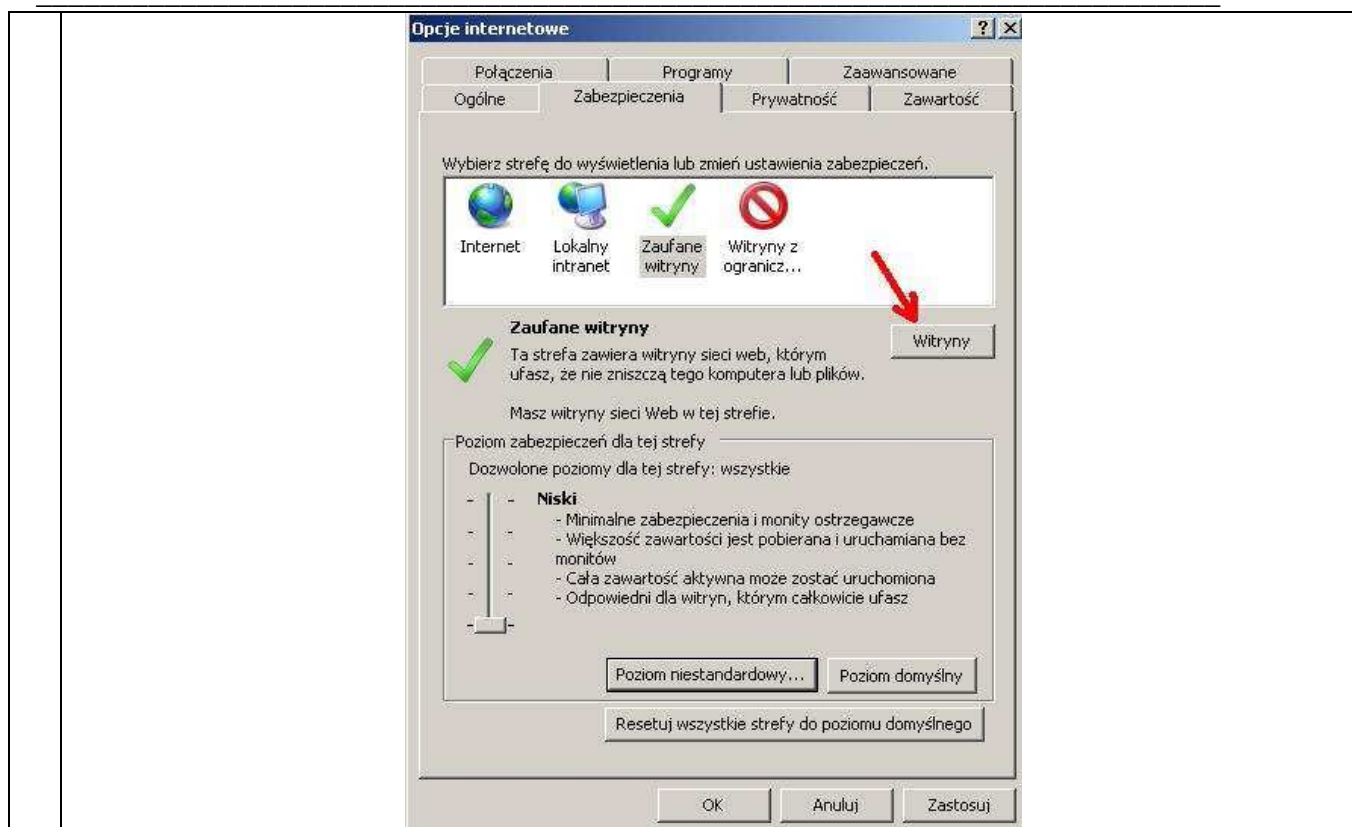 Opcje internetowe
Połączenia Programy Zaawansowane
Ogólne Zabezpieczenia Prywatność Zawartość
Wybierz strefę do wyświetlenia lub zmień ustawienia zabezpieczeń.
Internet Lokalny intranet Zaufane witryny Witryny z ogranicz...
Zaufane witryny
Witryny
Ta strefa zawiera witryny sieci web, którym
ufasz, że nie zniszczą tego komputera lub plików.
Masz witryny sieci Web w tej strefie.
Poziom zabezpieczeń dla tej strefy
Dozwolone poziomy dla tej strefy: wszystkie
Niski
- Minimalne zabezpieczenia i monity ostrzegawcze
- Większość zawartości jest pobierana i uruchamiana bez
monitów
- Cała zawartość aktywna może zostać uruchomiona
- Odpowiedni dla witryn, którym całkowicie ufasz
Poziom niestandardowy... Poziom domyślny
Resetuj wszystkie strefy do poziomu domyślnego
OK Anuluj Zastosuj